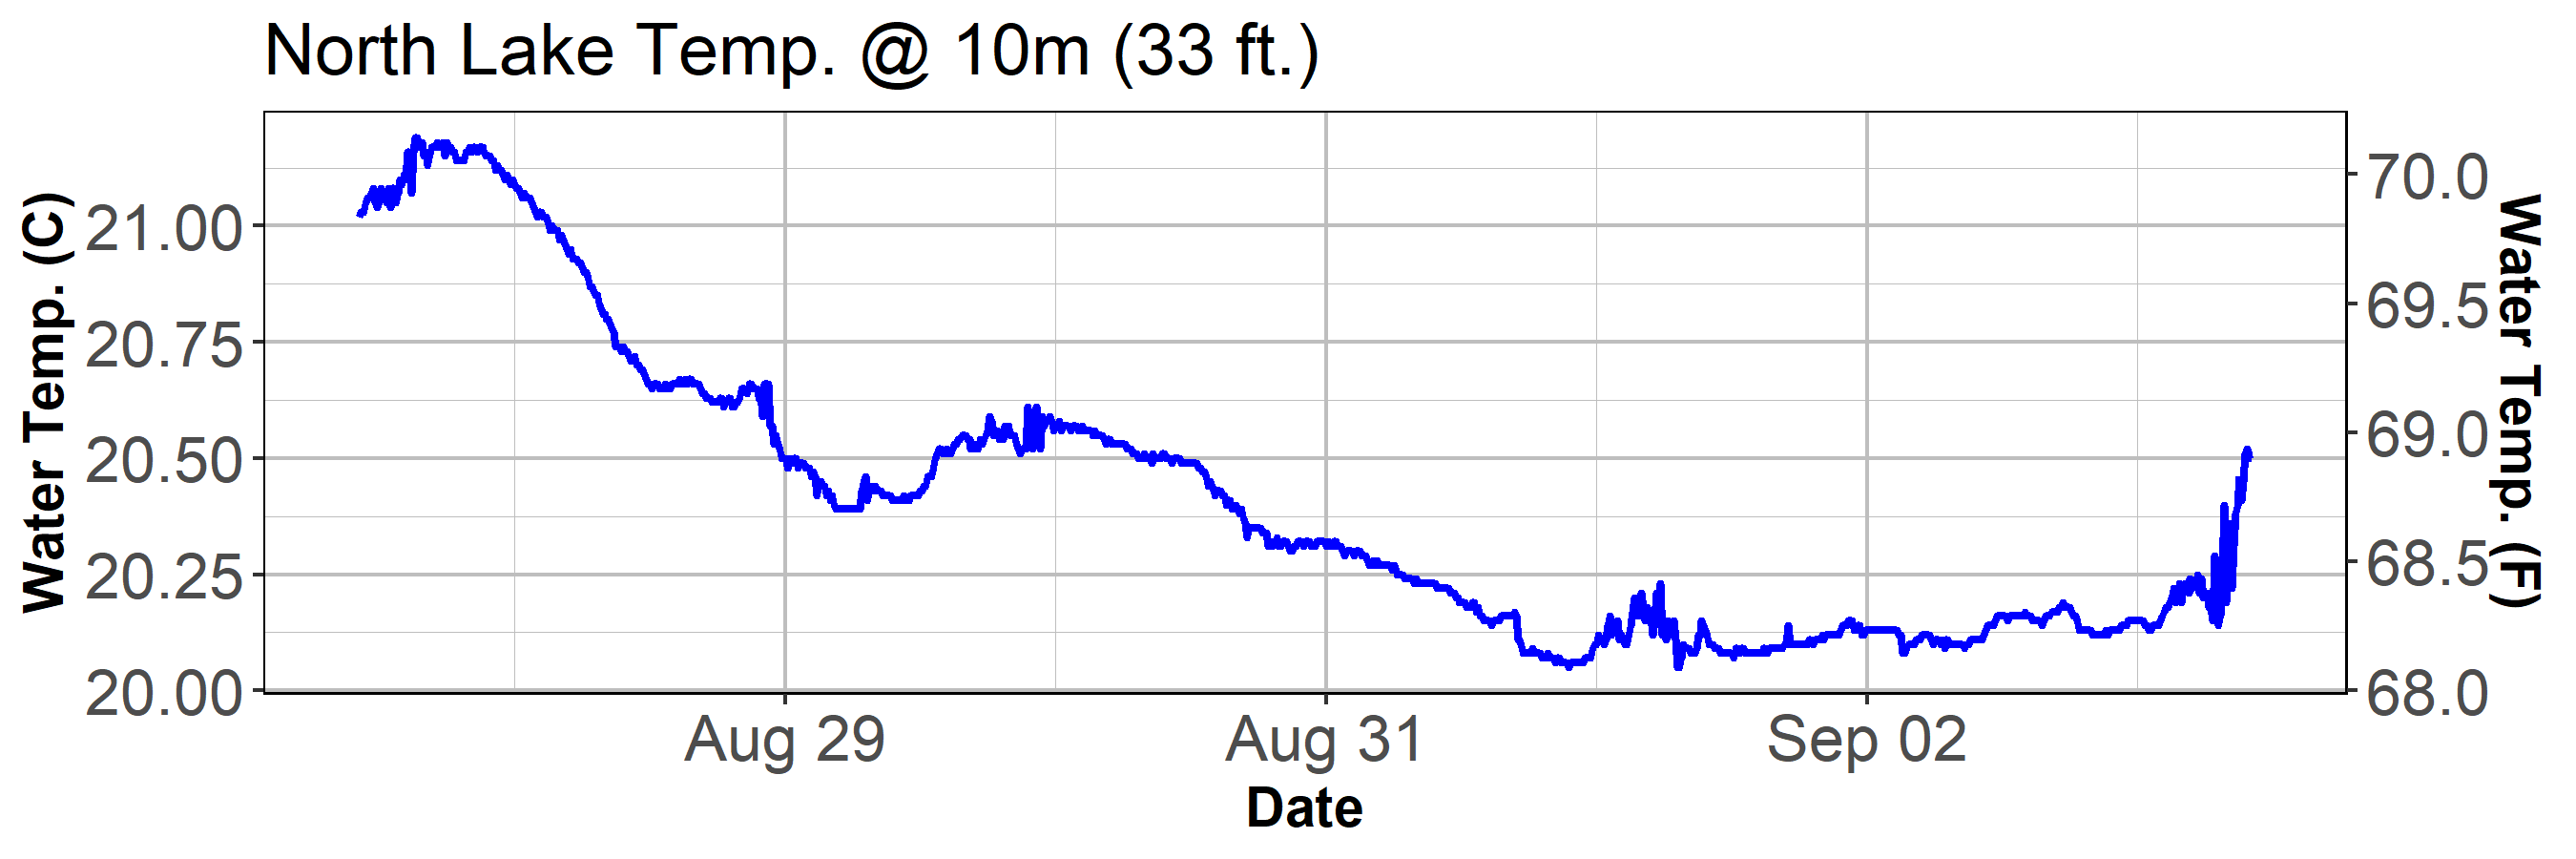 North Lake Temp. @ 10m (33 ft.)
Water Temp. (C)
21.00
20.75
20.50
20.25
20.00
70.0
69.5
69.0
68.5
68.0
Water Temp. (F)
Aug 29 Aug 31 Sep 02
Date